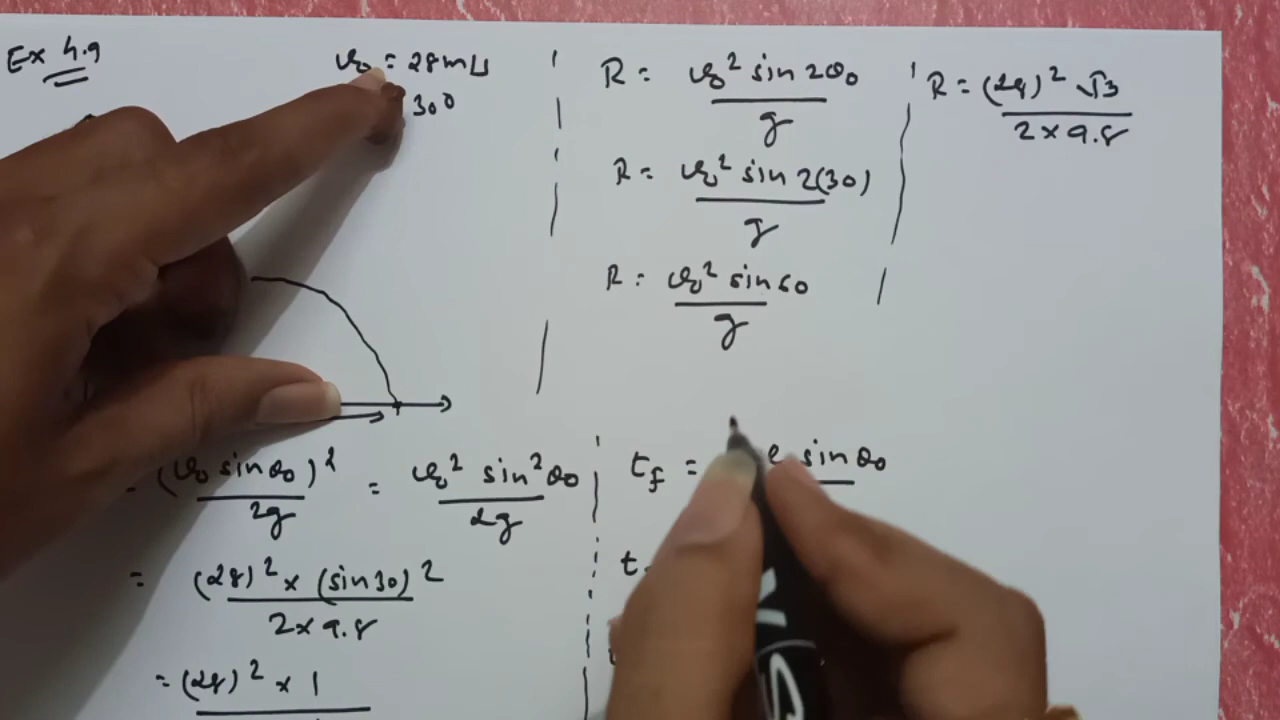 Ex 4.9
v₀ = 28 m/s
30°
R = v₀² sin 2θ₀ / g
R = v₀² sin 2(30) / g
R = v₀² sin 60 / g
R = (28)² √3 / 2 × 9.8
= (v₀ sin θ₀)² / 2g = v₀² sin² θ₀ / 2g
= (28)² × (sin 30)² / 2 × 9.8
= (28)² × 1
t_f = sin θ₀
t